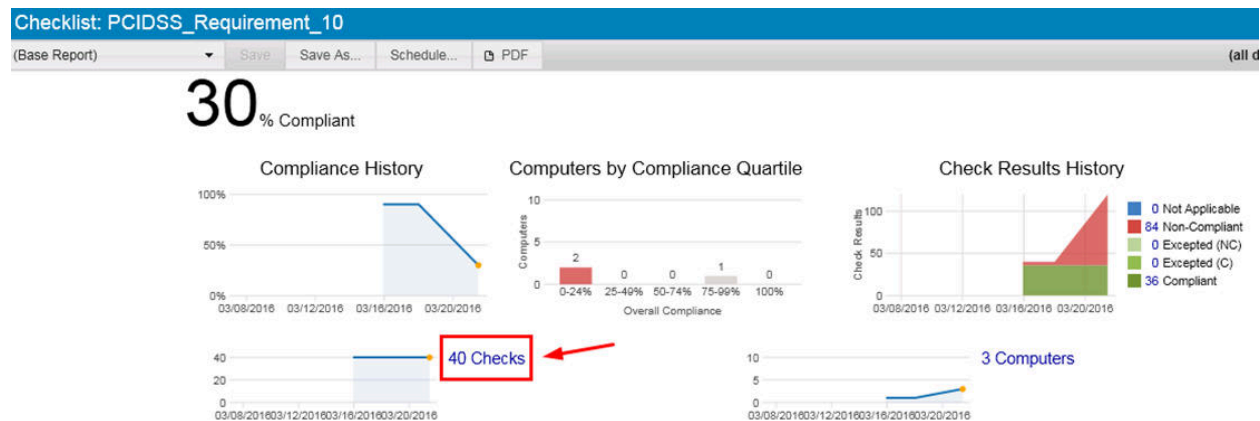 Checklist: PCIDSS_Requirement_10
(Base Report) Save Save As... Schedule... PDF (all d
30% Compliant
Compliance History
100%
50%
0%
03/08/2016 03/12/2016 03/16/2016 03/20/2016
Computers by Compliance Quartile
Computers
10
5
0
2 0 0 1 0
0-24% 25-49% 50-74% 75-99% 100%
Overall Compliance
Check Results History
Check Results
100
50
0
03/08/2016 03/12/2016 03/16/2016 03/20/2016
0 Not Applicable
84 Non-Compliant
0 Excepted (NC)
0 Excepted (C)
36 Compliant
40
20
0
03/08/2016 03/12/2016 03/16/2016 03/20/2016
40 Checks
10
5
0
03/08/2016 03/12/2016 03/16/2016 03/20/2016
3 Computers